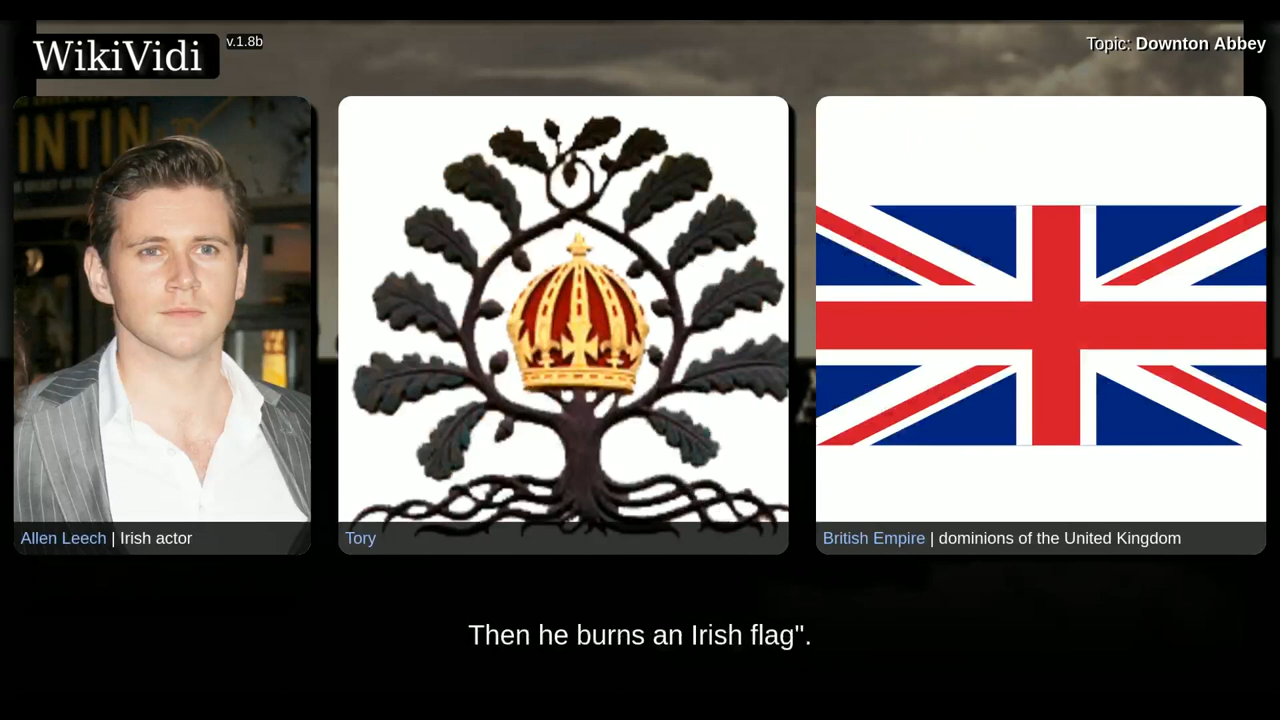 WikiVidi
v.1.8b
Topic: Downton Abbey
INTIN
Allen Leech | Irish actor
Tory
British Empire | dominions of the United Kingdom
Then he burns an Irish flag".